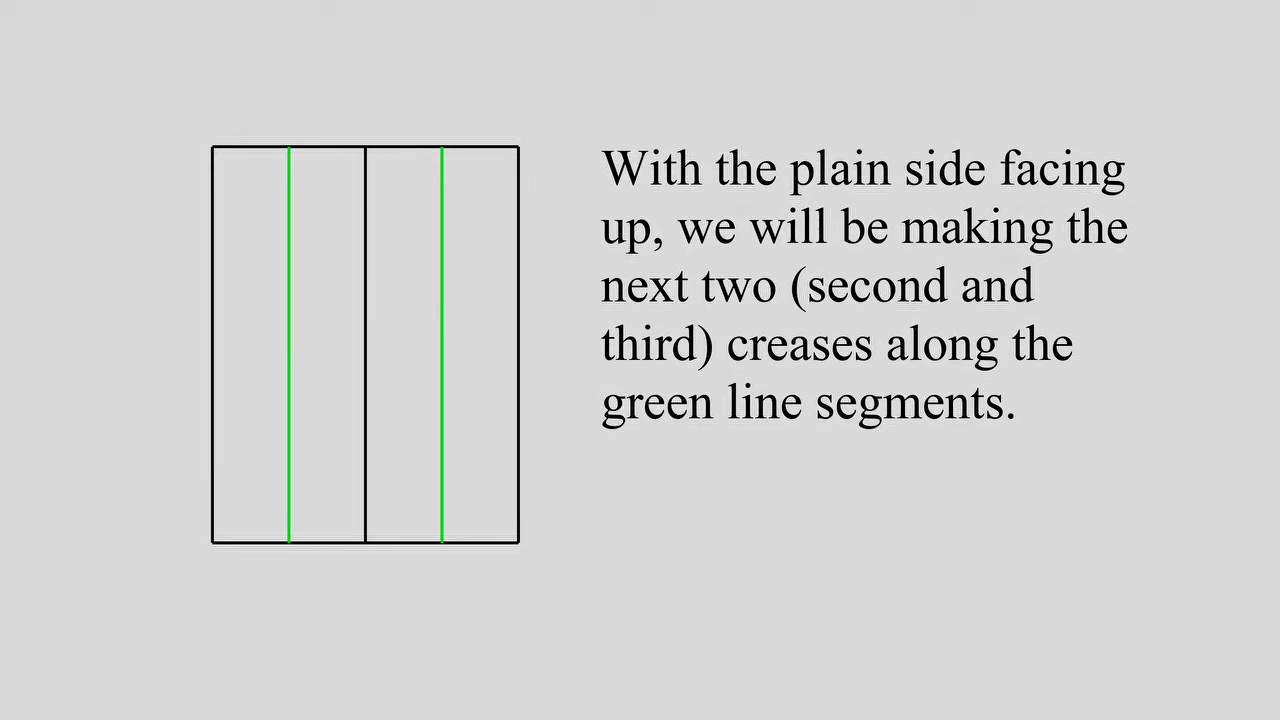 With the plain side facing
up, we will be making the
next two (second and
third) creases along the
green line segments.